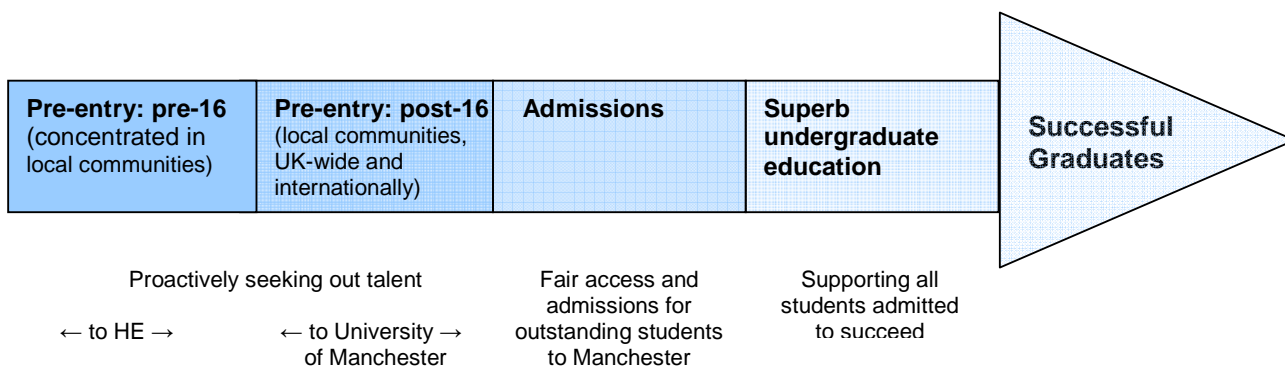 Pre-entry: pre-16
(concentrated in
local communities)
Pre-entry: post-16
(local communities,
UK-wide and
internationally)
Admissions
Superb
undergraduate
education
Successful
Graduates
Proactively seeking out talent
← to HE →
← to University →
of Manchester
Fair access and
admissions for
outstanding students
to Manchester
Supporting all
students admitted
to succeed